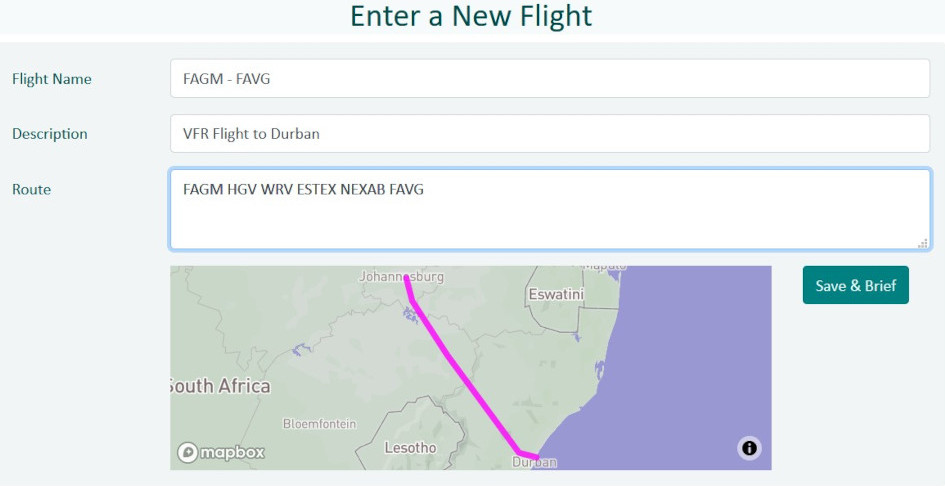 Enter a New Flight
Flight Name
FAGM - FAVG
Description
VFR Flight to Durban
Route
FAGM HGV WRV ESTEX NEXAB FAVG
Johannesburg
Maputo
Eswatini
Save & Brief
South Africa
Bloemfontein
Lesotho
mapbox
Durban